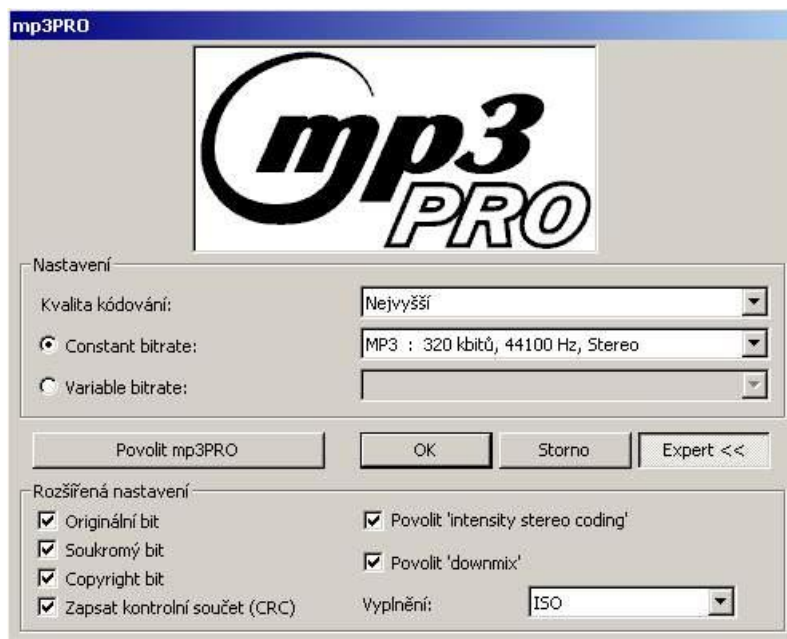 mp3PRO
mp3
PRO
Nastavení
Kvalita kódování: Nejvyšší
Constant bitrate: MP3 : 320 kbitů, 44100 Hz, Stereo
Variable bitrate:
Povolit mp3PRO OK Storno Expert <<
Rozšířená nastavení
Originální bit Povolit 'intensity stereo coding'
Soukromý bit
Povolit 'downmix'
Copyright bit
Zapsat kontrolní součet (CRC) Vyplnění: ISO